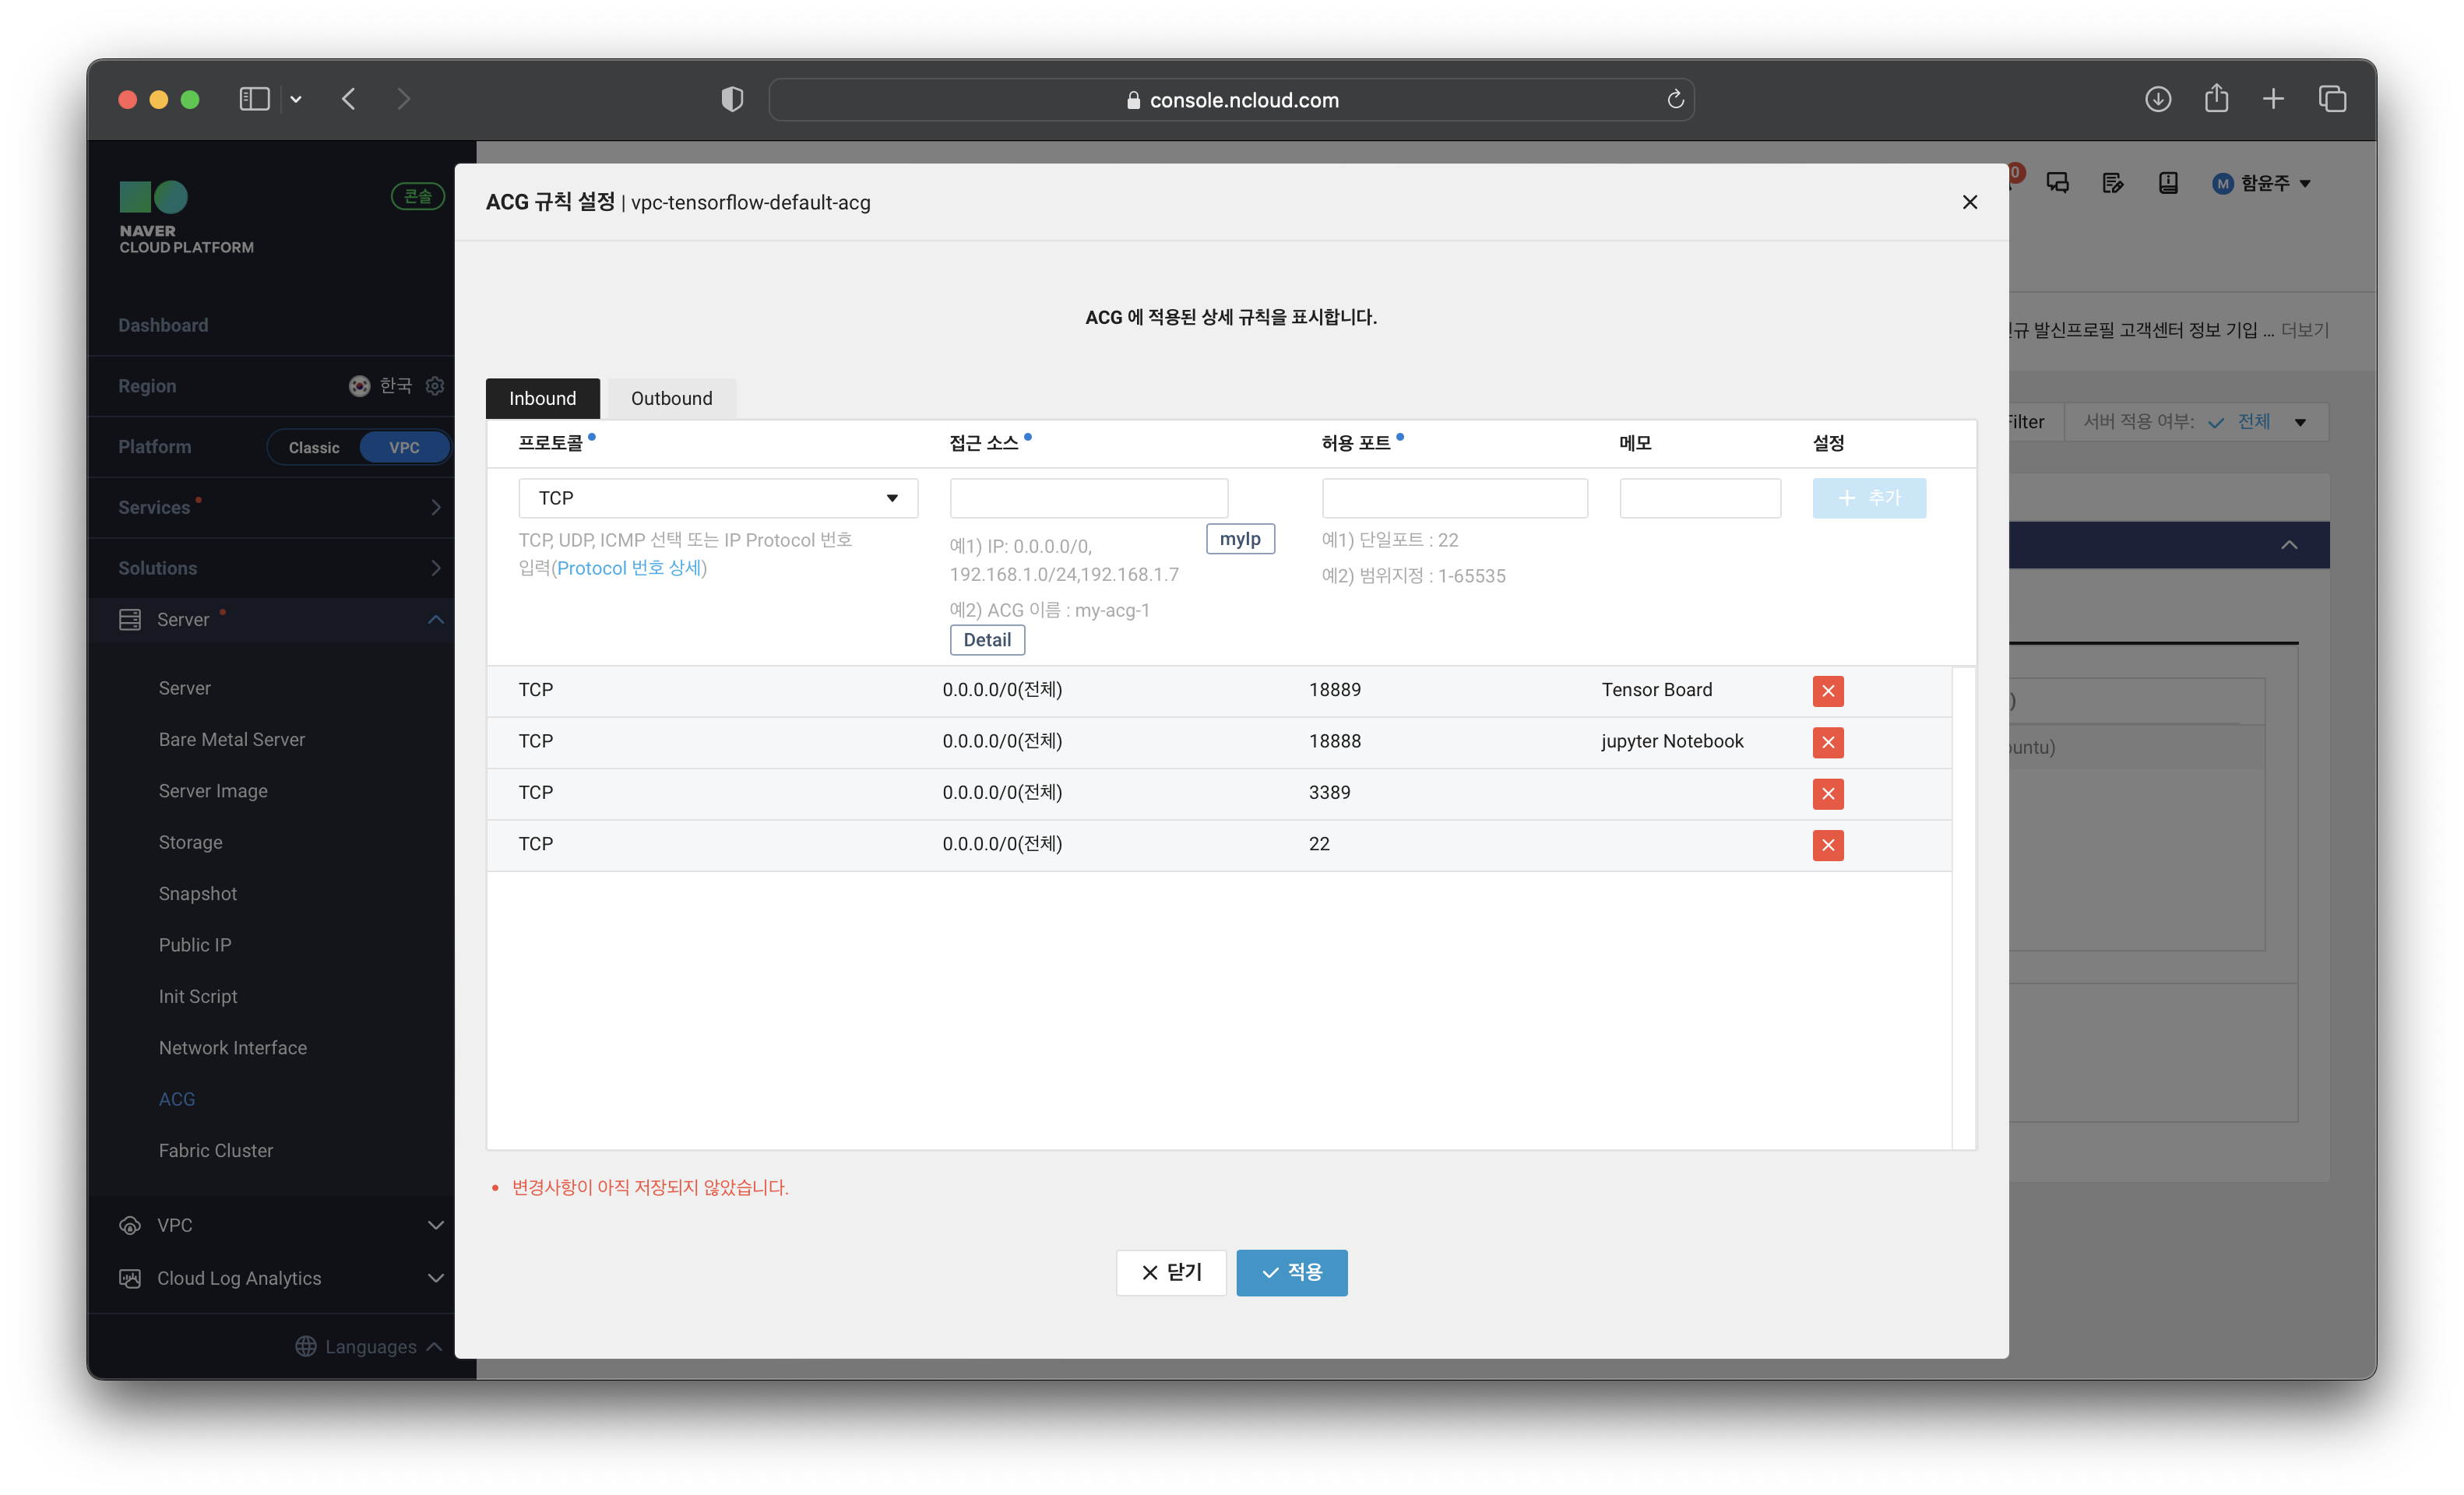 console.ncloud.com
콘솔
NAVER
CLOUD PLATFORM
Dashboard
Region 한국
Platform Classic VPC
Services
Solutions
Server
Server
Bare Metal Server
Server Image
Storage
Snapshot
Public IP
Init Script
Network Interface
ACG
Fabric Cluster
VPC
Cloud Log Analytics
Languages
0
M 함윤주
규 발신프로필 고객센터 정보 기입 ... 더보기
Filter 서버 적용 여부: 전체
)
untu)
ACG 규칙 설정 | vpc-tensorflow-default-acg
ACG 에 적용된 상세 규칙을 표시합니다.
Inbound Outbound
프로토콜 접근 소스 허용 포트 메모 설정
TCP + 추가
TCP, UDP, ICMP 선택 또는 IP Protocol 번호
입력(Protocol 번호 상세)
예1) IP: 0.0.0.0/0,
192.168.1.0/24,192.168.1.7
myIp
예2) ACG 이름 : my-acg-1
Detail
예1) 단일포트 : 22
예2) 범위지정 : 1-65535
TCP 0.0.0.0/0(전체) 18889 Tensor Board
TCP 0.0.0.0/0(전체) 18888 jupyter Notebook
TCP 0.0.0.0/0(전체) 3389
TCP 0.0.0.0/0(전체) 22
변경사항이 아직 저장되지 않았습니다.
닫기 적용